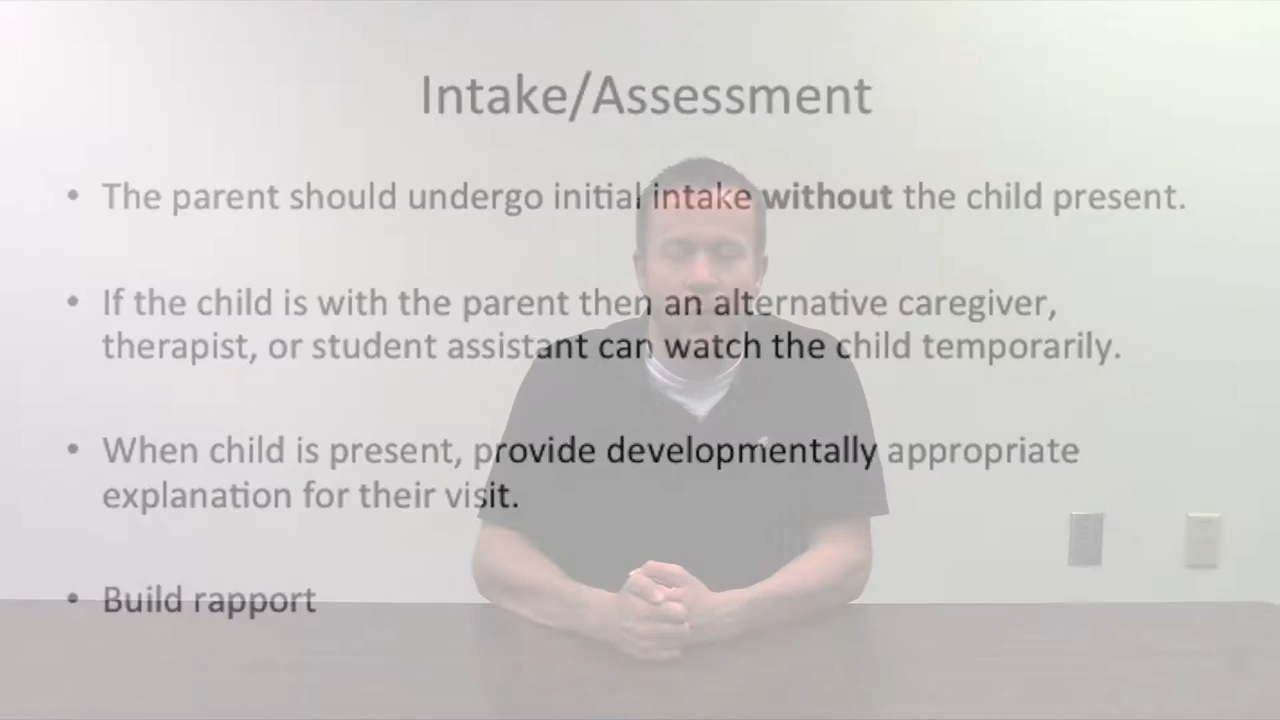 Intake/Assessment
• The parent should undergo initial intake without the child present.
• If the child is with the parent then an alternative caregiver,
therapist, or student assistant can watch the child temporarily.
• When child is present, provide developmentally appropriate
explanation for their visit.
• Build rapport